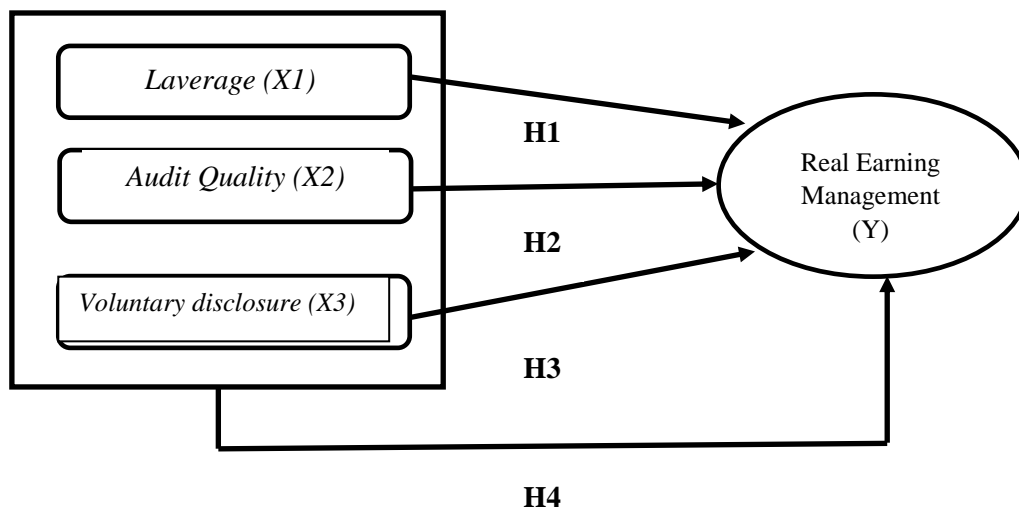 Laverage (X1)
H1
Audit Quality (X2)
Real Earning
Management
(Y)
H2
Voluntary disclosure (X3)
H3
H4